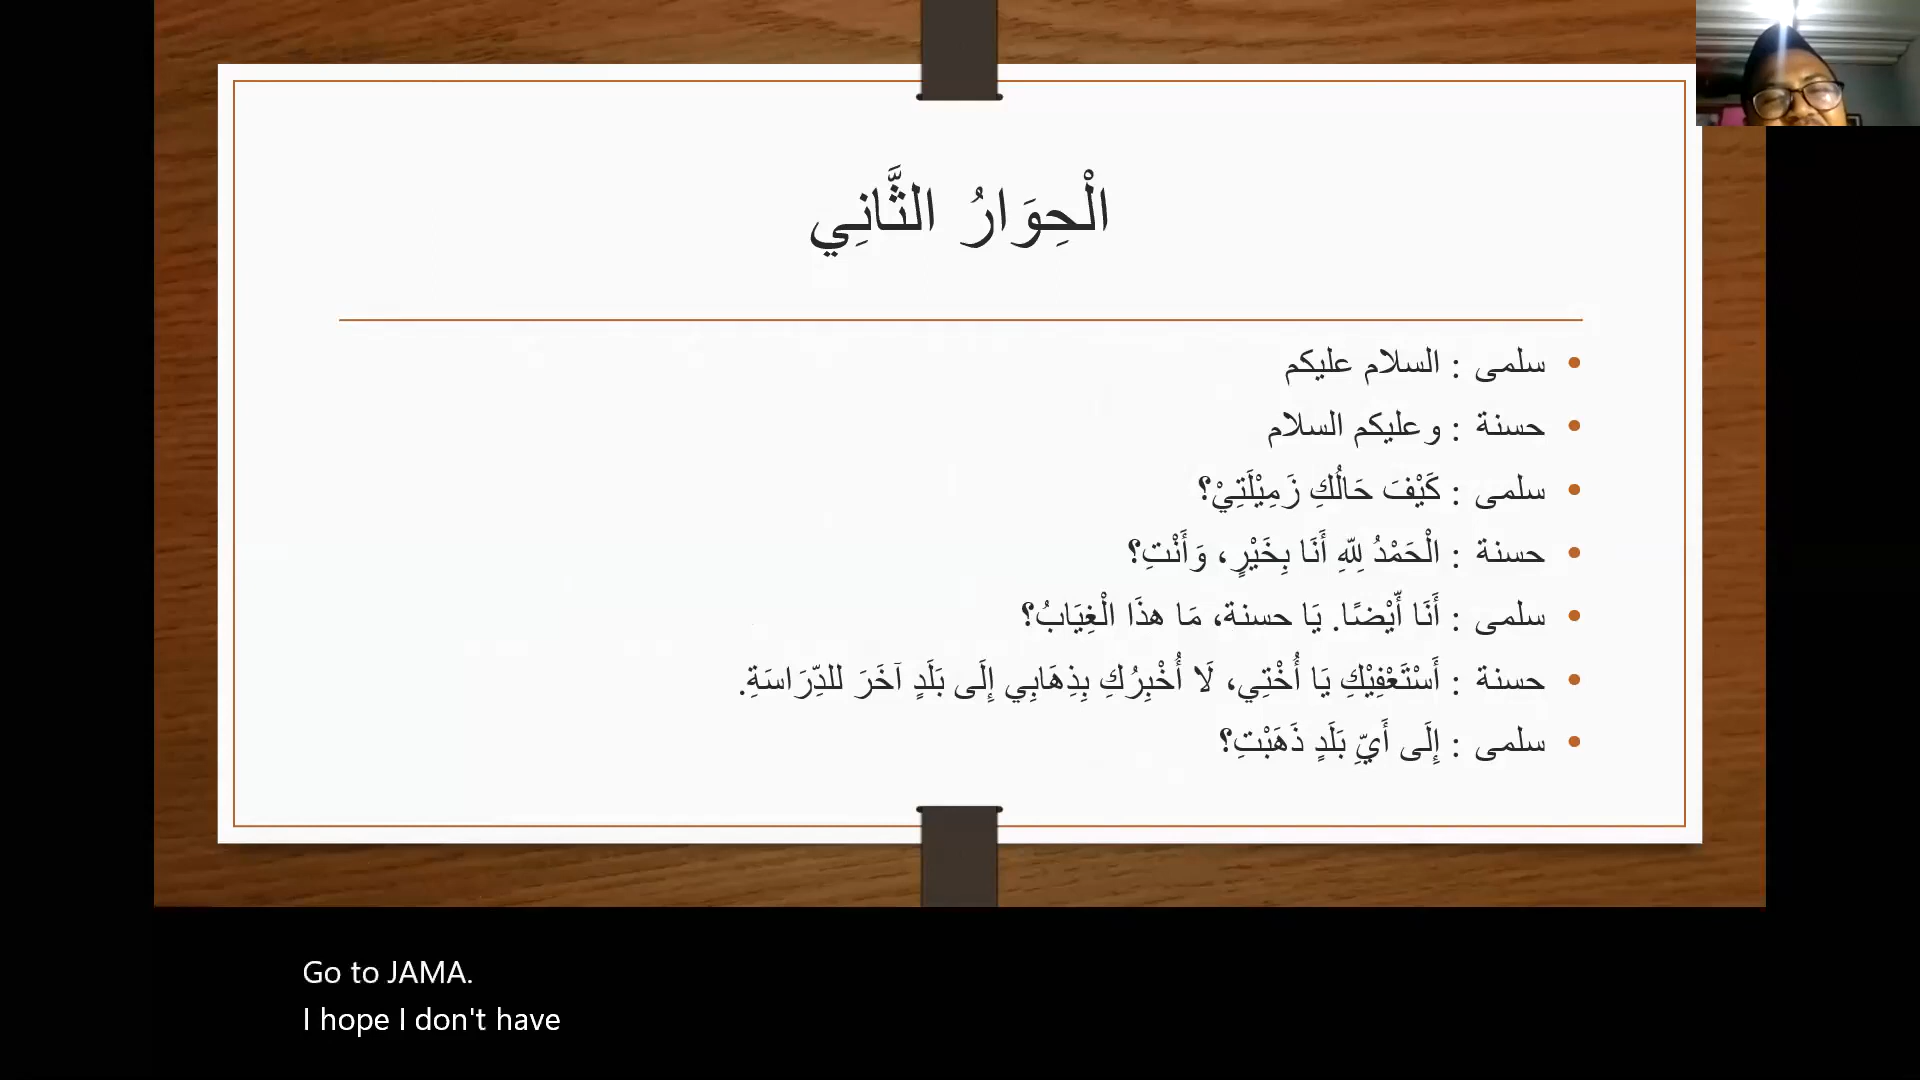 الْحِوَارُ الثَّانِي
• سلمى : السلام عليكم
• حسنة : وعليكم السلام
• سلمى : كَيْفَ حَالُكِ زَمِيْلَتِيْ؟
• حسنة : الْحَمْدُ لِلّٰهِ أَنَا بِخَيْرٍ، وَأَنْتِ؟
• سلمى : أَنَا أَيْضًا. يَا حسنة، مَا هذَا الْغِيَابُ؟
• حسنة : أَسْتَعْفِيْكِ يَا أُخْتِي، لَا أُخْبِرُكِ بِذِهَابِي إِلَى بَلَدٍ آخَرَ للدِّرَاسَةِ.
• سلمى : إِلَى أَيِّ بَلَدٍ ذَهَبْتِ؟
Go to JAMA.
I hope I don't have